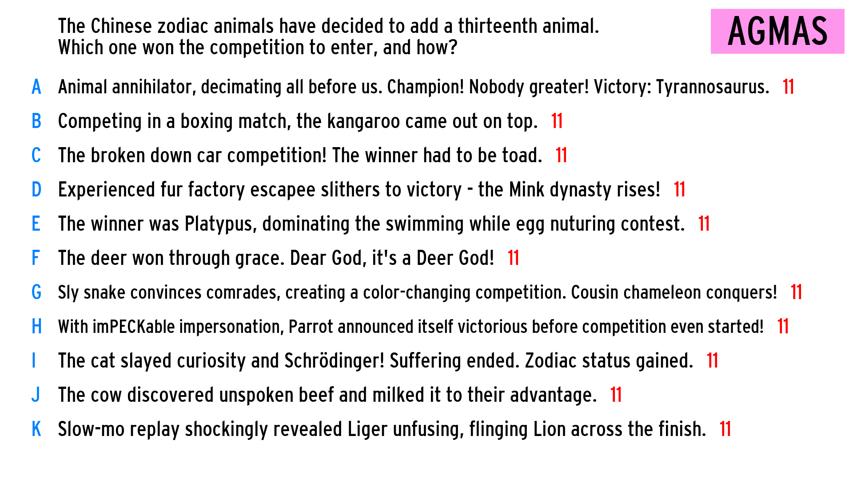 The Chinese zodiac animals have decided to add a thirteenth animal.
Which one won the competition to enter, and how?
AGMAS
A Animal annihilator, decimating all before us. Champion! Nobody greater! Victory: Tyrannosaurus. 11
B Competing in a boxing match, the kangaroo came out on top. 11
C The broken down car competition! The winner had to be toad. 11
D Experienced fur factory escapee slithers to victory - the Mink dynasty rises! 11
E The winner was Platypus, dominating the swimming while egg nuturing contest. 11
F The deer won through grace. Dear God, it's a Deer God! 11
G Sly snake convinces comrades, creating a color-changing competition. Cousin chameleon conquers! 11
H With imPECKable impersonation, Parrot announced itself victorious before competition even started! 11
I The cat slayed curiosity and Schrödinger! Suffering ended. Zodiac status gained. 11
J The cow discovered unspoken beef and milked it to their advantage. 11
K Slow-mo replay shockingly revealed Liger unfusing, flinging Lion across the finish. 11